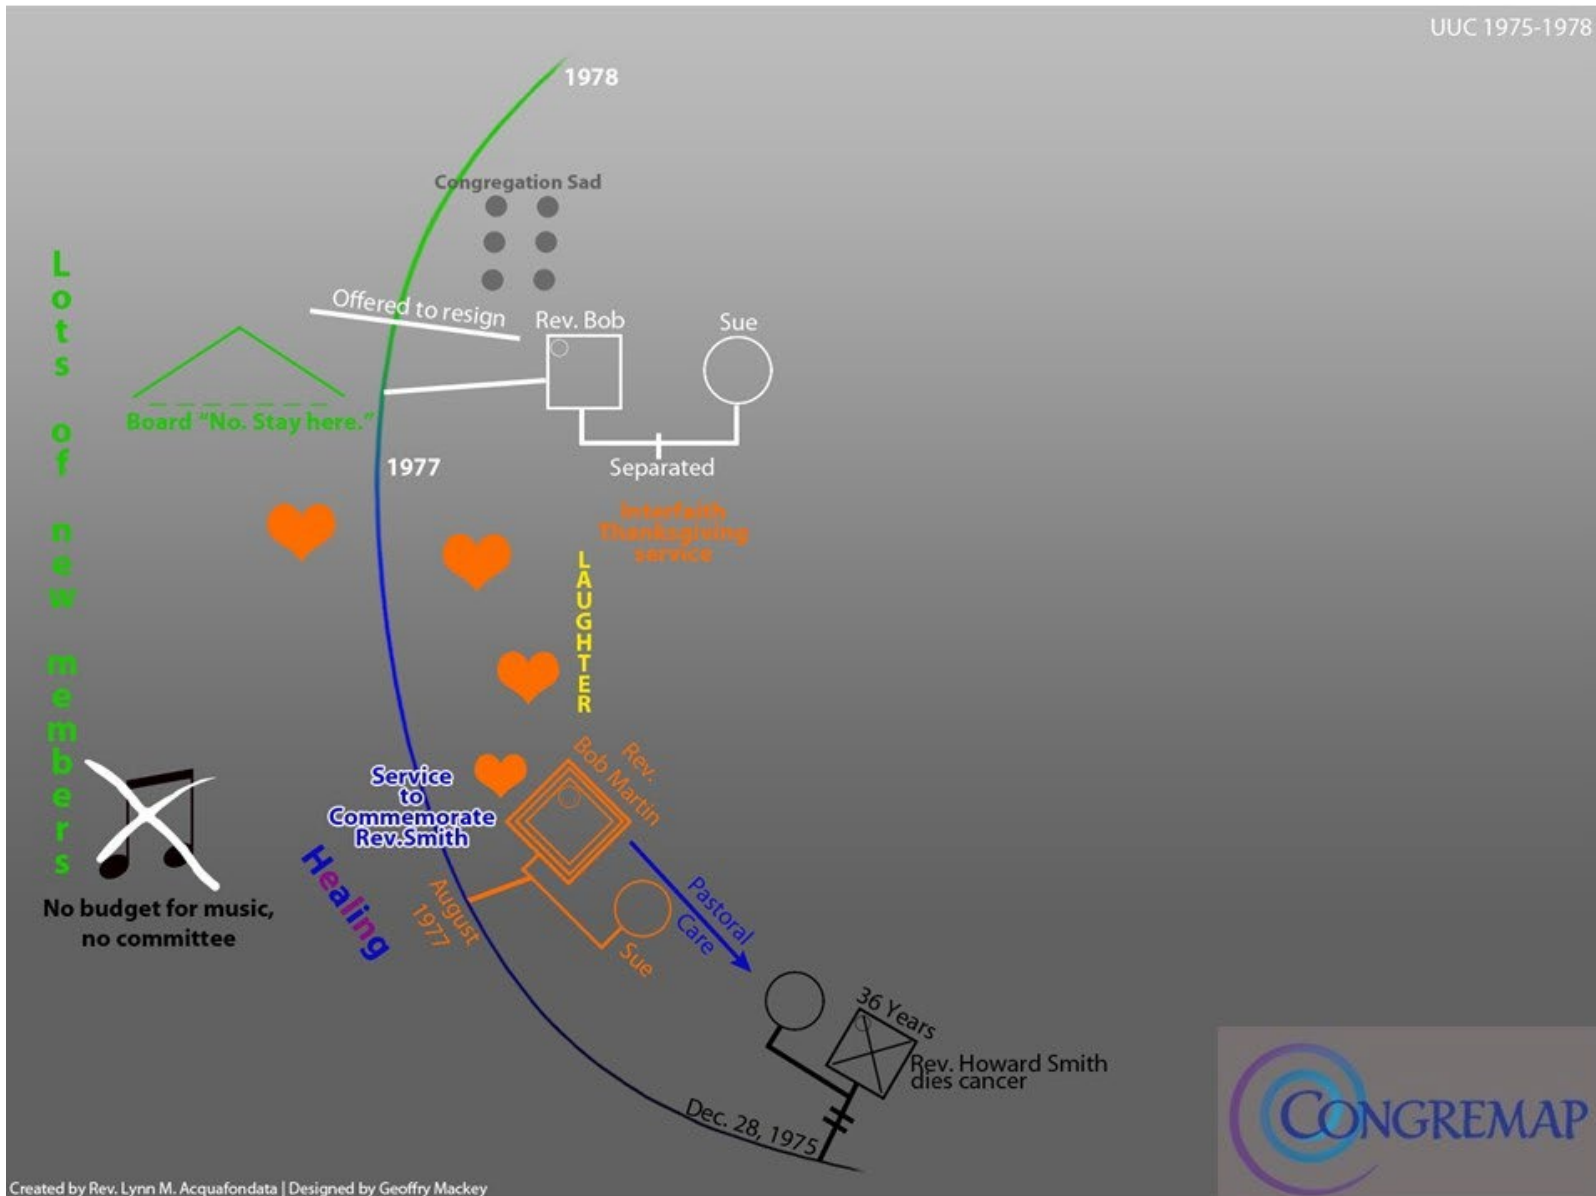 UUC 1975-1978
1978
Congregation Sad
Offered to resign
Rev. Bob
Sue
Board "No. Stay here."
Separated
1977
Lots of new members
Interfaith
Thanksgiving
service
LAUGHTER
Rev.
Bob Martin
Service
to
Commemorate
Rev.Smith
Healing
August
1977
Sue
Pastoral
Care
No budget for music,
no committee
36 Years
Rev. Howard Smith
dies cancer
Dec. 28, 1975
CONGREMAP
Created by Rev. Lynn M. Acquafondata | Designed by Geoffry Mackey